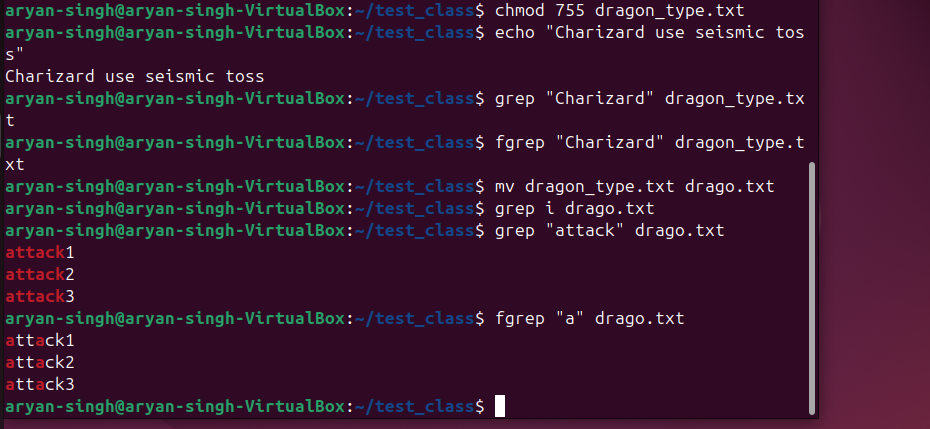 aryan-singh@aryan-singh-VirtualBox:~/test_class$ chmod 755 dragon_type.txt
aryan-singh@aryan-singh-VirtualBox:~/test_class$ echo "Charizard use seismic tos
s"
Charizard use seismic toss
aryan-singh@aryan-singh-VirtualBox:~/test_class$ grep "Charizard" dragon_type.tx
t
aryan-singh@aryan-singh-VirtualBox:~/test_class$ fgrep "Charizard" dragon_type.t
xt
aryan-singh@aryan-singh-VirtualBox:~/test_class$ mv dragon_type.txt drago.txt
aryan-singh@aryan-singh-VirtualBox:~/test_class$ grep i drago.txt
aryan-singh@aryan-singh-VirtualBox:~/test_class$ grep "attack" drago.txt
attack1
attack2
attack3
aryan-singh@aryan-singh-VirtualBox:~/test_class$ fgrep "a" drago.txt
attack1
attack2
attack3
aryan-singh@aryan-singh-VirtualBox:~/test_class$